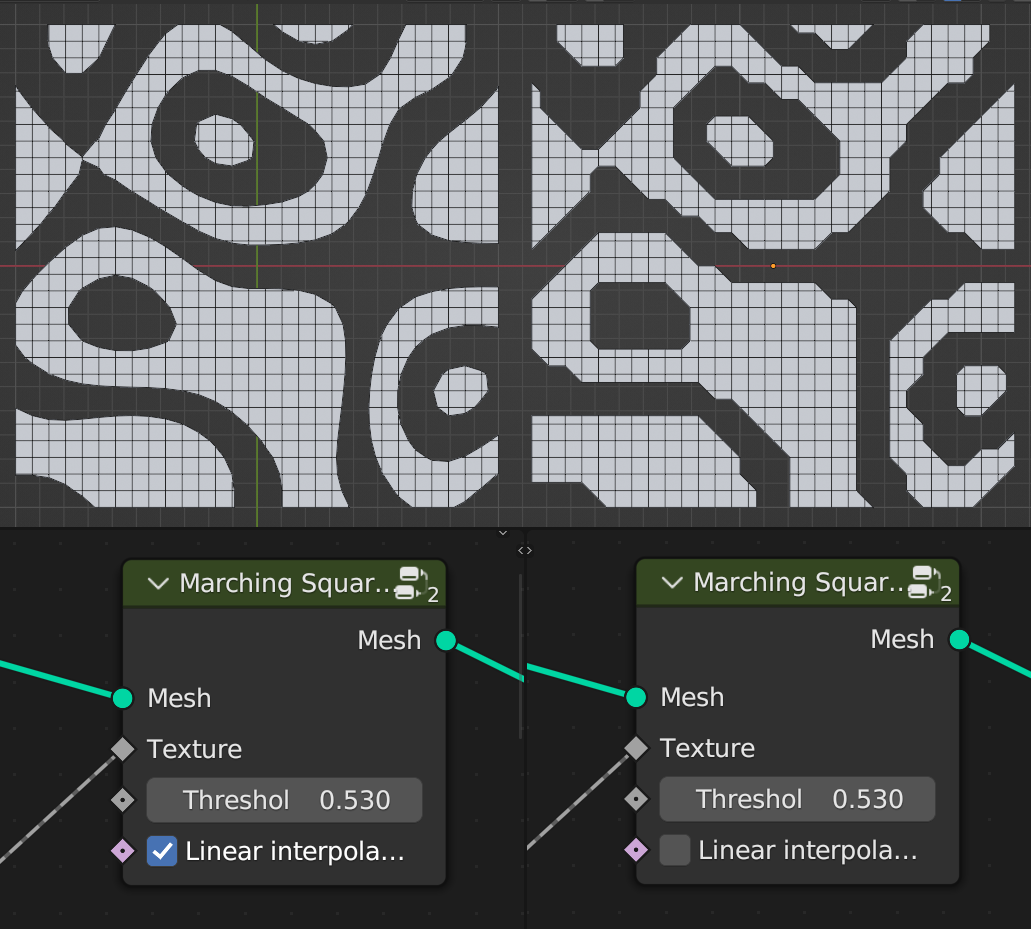 Marching Squar... 2
Mesh
Mesh
Texture
Threshol 0.530
Linear interpola...
Marching Squar... 2
Mesh
Mesh
Texture
Threshol 0.530
Linear interpola...